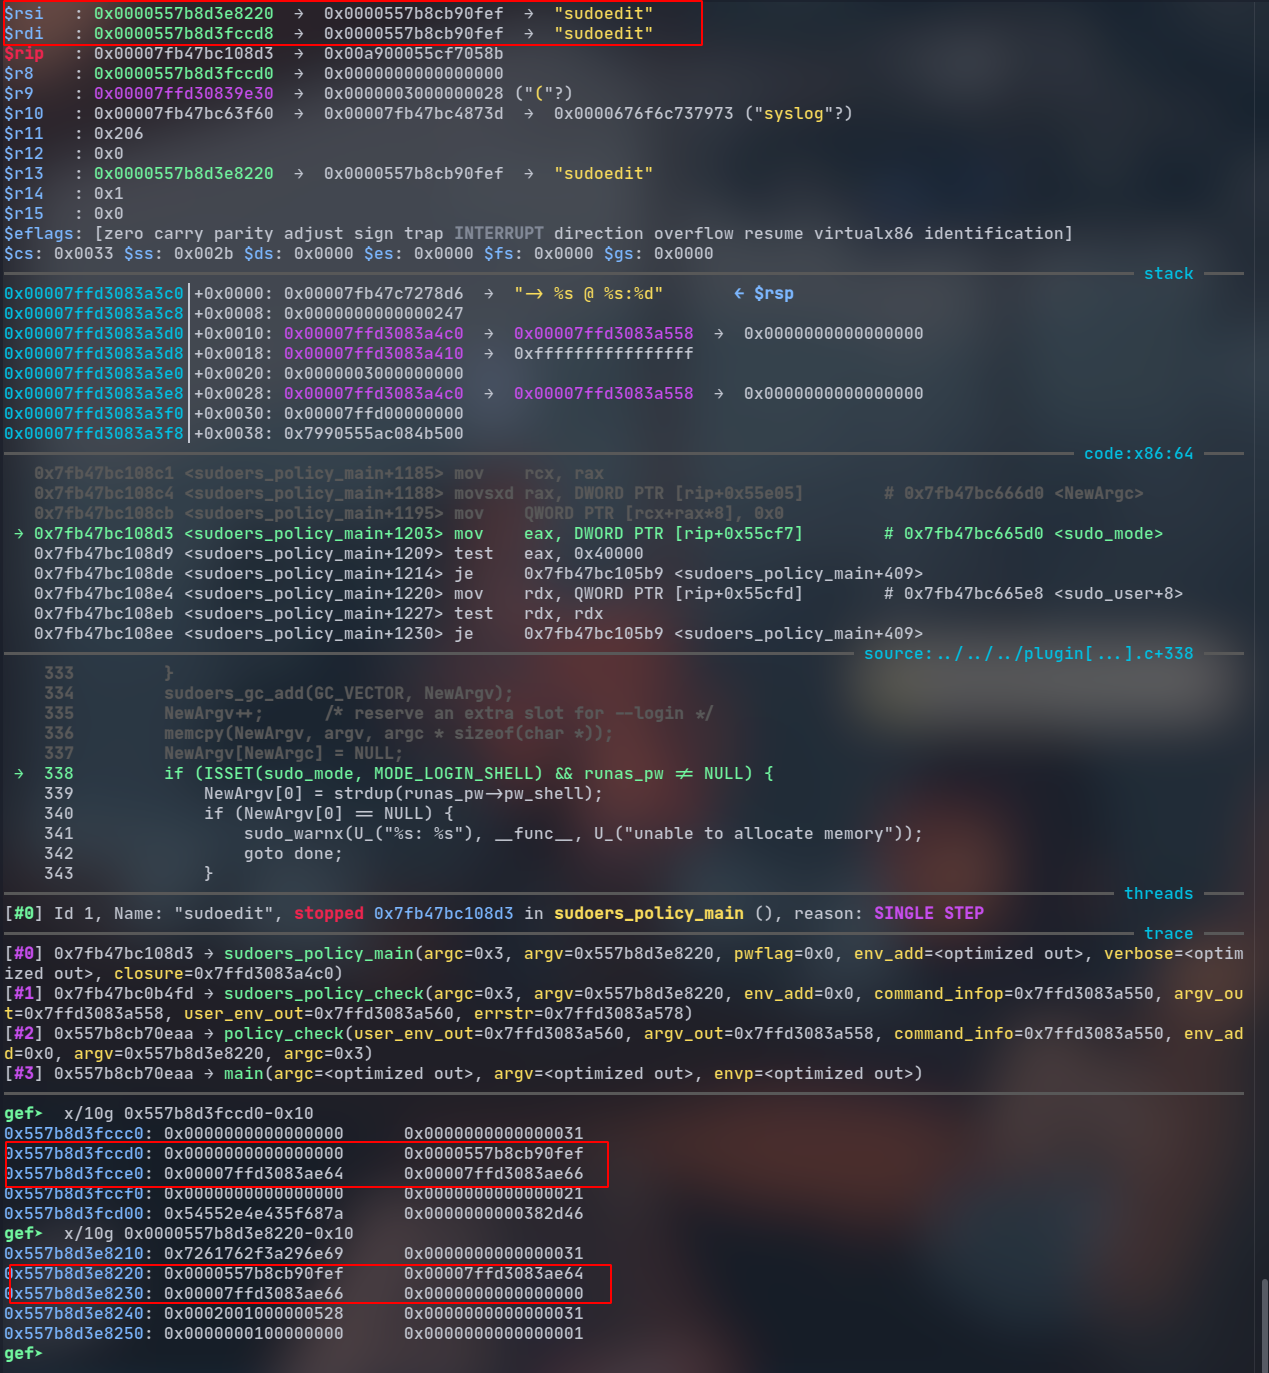 $rsi   : 0x0000557b8d3e8220  →  0x0000557b8cb90fef  →  "sudoedit"
$rdi   : 0x0000557b8d3fccd8  →  0x0000557b8cb90fef  →  "sudoedit"
$rip   : 0x00007fb47bc108d3  →  0x00a900055cf7058b
$r8    : 0x0000557b8d3fccd0  →  0x0000000000000000
$r9    : 0x00007ffd30839e30  →  0x0000003000000028 ("("?)
$r10   : 0x00007fb47bc63f60  →  0x00007fb47bc4873d  →  0x0000676f6c737973 ("syslog"?)
$r11   : 0x206
$r12   : 0x0
$r13   : 0x0000557b8d3e8220  →  0x0000557b8cb90fef  →  "sudoedit"
$r14   : 0x1
$r15   : 0x0
$eflags: [zero carry parity adjust sign trap INTERRUPT direction overflow resume virtualx86 identification]
$cs: 0x0033 $ss: 0x002b $ds: 0x0000 $es: 0x0000 $fs: 0x0000 $gs: 0x0000
stack
0x00007ffd3083a3c0│+0x0000: 0x00007fb47c7278d6  →  "-> %s @ %s:%d"       ← $rsp
0x00007ffd3083a3c8│+0x0008: 0x0000000000000247
0x00007ffd3083a3d0│+0x0010: 0x00007ffd3083a4c0  →  0x00007ffd3083a558  →  0x0000000000000000
0x00007ffd3083a3d8│+0x0018: 0x00007ffd3083a410  →  0xffffffffffffffff
0x00007ffd3083a3e0│+0x0020: 0x0000003000000000
0x00007ffd3083a3e8│+0x0028: 0x00007ffd3083a4c0  →  0x00007ffd3083a558  →  0x0000000000000000
0x00007ffd3083a3f0│+0x0030: 0x00007ffd00000000
0x00007ffd3083a3f8│+0x0038: 0x7990555ac084b500
code:x86:64
0x7fb47bc108c1 <sudoers_policy_main+1185> mov    rcx, rax
0x7fb47bc108c4 <sudoers_policy_main+1188> movsxd rax, DWORD PTR [rip+0x55e05]        # 0x7fb47bc666d0 <NewArgc>
0x7fb47bc108cb <sudoers_policy_main+1195> mov    QWORD PTR [rcx+rax*8], 0x0
→ 0x7fb47bc108d3 <sudoers_policy_main+1203> mov    eax, DWORD PTR [rip+0x55cf7]        # 0x7fb47bc665d0 <sudo_mode>
0x7fb47bc108d9 <sudoers_policy_main+1209> test   eax, 0x40000
0x7fb47bc108de <sudoers_policy_main+1214> je     0x7fb47bc105b9 <sudoers_policy_main+409>
0x7fb47bc108e4 <sudoers_policy_main+1220> mov    rdx, QWORD PTR [rip+0x55cfd]        # 0x7fb47bc665e8 <sudo_user+8>
0x7fb47bc108eb <sudoers_policy_main+1227> test   rdx, rdx
0x7fb47bc108ee <sudoers_policy_main+1230> je     0x7fb47bc105b9 <sudoers_policy_main+409>
source:../../../plugin[...].c+338
333         }
334         sudoers_gc_add(GC_VECTOR, NewArgv);
335         NewArgv++;      /* reserve an extra slot for --login */
336         memcpy(NewArgv, argv, argc * sizeof(char *));
337         NewArgv[NewArgc] = NULL;
→  338         if (ISSET(sudo_mode, MODE_LOGIN_SHELL) && runas_pw != NULL) {
339             NewArgv[0] = strdup(runas_pw->pw_shell);
340             if (NewArgv[0] == NULL) {
341                 sudo_warnx(U_("%s: %s"), __func__, U_("unable to allocate memory"));
342                 goto done;
343             }
threads
[#0] Id 1, Name: "sudoedit", stopped 0x7fb47bc108d3 in sudoers_policy_main (), reason: SINGLE STEP
trace
[#0] 0x7fb47bc108d3 → sudoers_policy_main(argc=0x3, argv=0x557b8d3e8220, pwflag=0x0, env_add=<optimized out>, verbose=<optim
ized out>, closure=0x7ffd3083a4c0)
[#1] 0x7fb47bc0b4fd → sudoers_policy_check(argc=0x3, argv=0x557b8d3e8220, env_add=0x0, command_infop=0x7ffd3083a550, argv_ou
t=0x7ffd3083a558, user_env_out=0x7ffd3083a560, errstr=0x7ffd3083a578)
[#2] 0x557b8cb70eaa → policy_check(user_env_out=0x7ffd3083a560, argv_out=0x7ffd3083a558, command_info=0x7ffd3083a550, env_ad
d=0x0, argv=0x557b8d3e8220, argc=0x3)
[#3] 0x557b8cb70eaa → main(argc=<optimized out>, argv=<optimized out>, envp=<optimized out>)
gef➤  x/10g 0x557b8d3fccd0-0x10
0x557b8d3fccc0: 0x0000000000000000      0x0000000000000031
0x557b8d3fccd0: 0x0000000000000000      0x0000557b8cb90fef
0x557b8d3fcce0: 0x00007ffd3083ae64      0x00007ffd3083ae66
0x557b8d3fccf0: 0x0000000000000000      0x0000000000000021
0x557b8d3fcd00: 0x54552e4e435f687a      0x0000000000382d46
gef➤  x/10g 0x0000557b8d3e8220-0x10
0x557b8d3e8210: 0x7261762f3a296e69      0x0000000000000031
0x557b8d3e8220: 0x0000557b8cb90fef      0x00007ffd3083ae64
0x557b8d3e8230: 0x00007ffd3083ae66      0x0000000000000000
0x557b8d3e8240: 0x0002001000000528      0x0000000000000031
0x557b8d3e8250: 0x0000000100000000      0x0000000000000001
gef➤